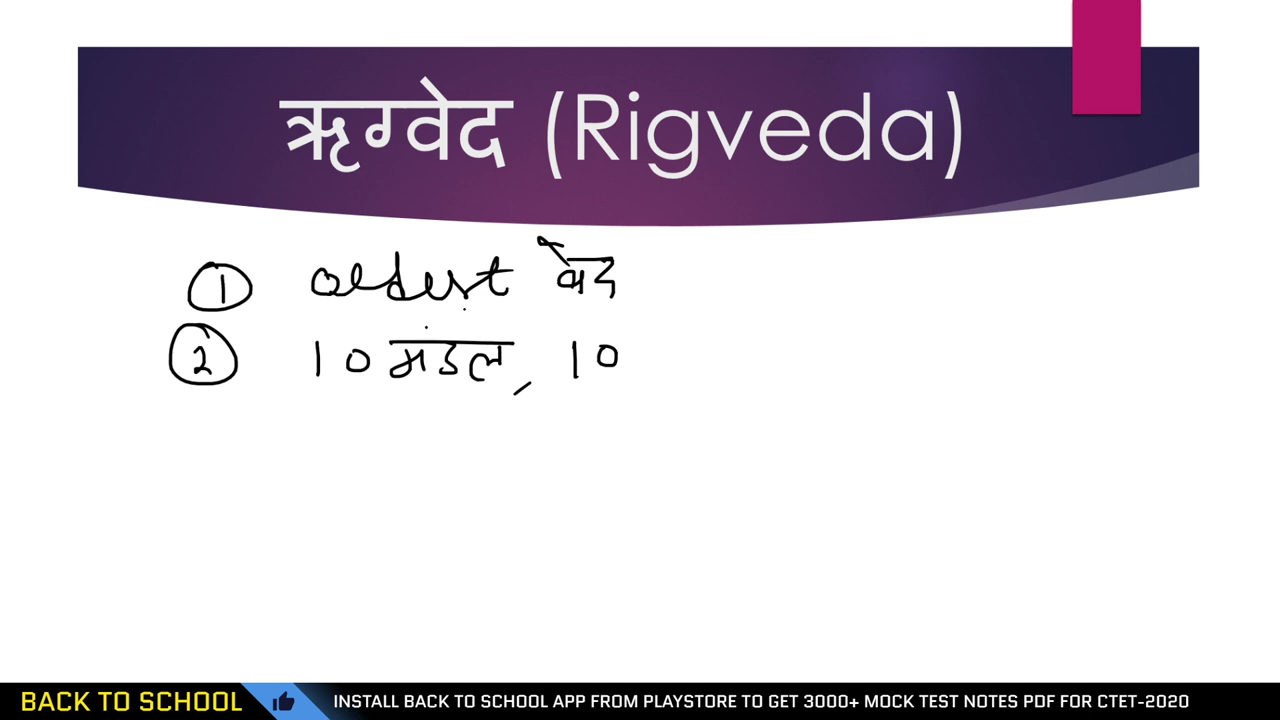 ऋग्वेद (Rigveda)
① oldest वेद
② 10 मंडल, 10
BACK TO SCHOOL INSTALL BACK TO SCHOOL APP FROM PLAYSTORE TO GET 3000+ MOCK TEST NOTES PDF FOR CTET-2020